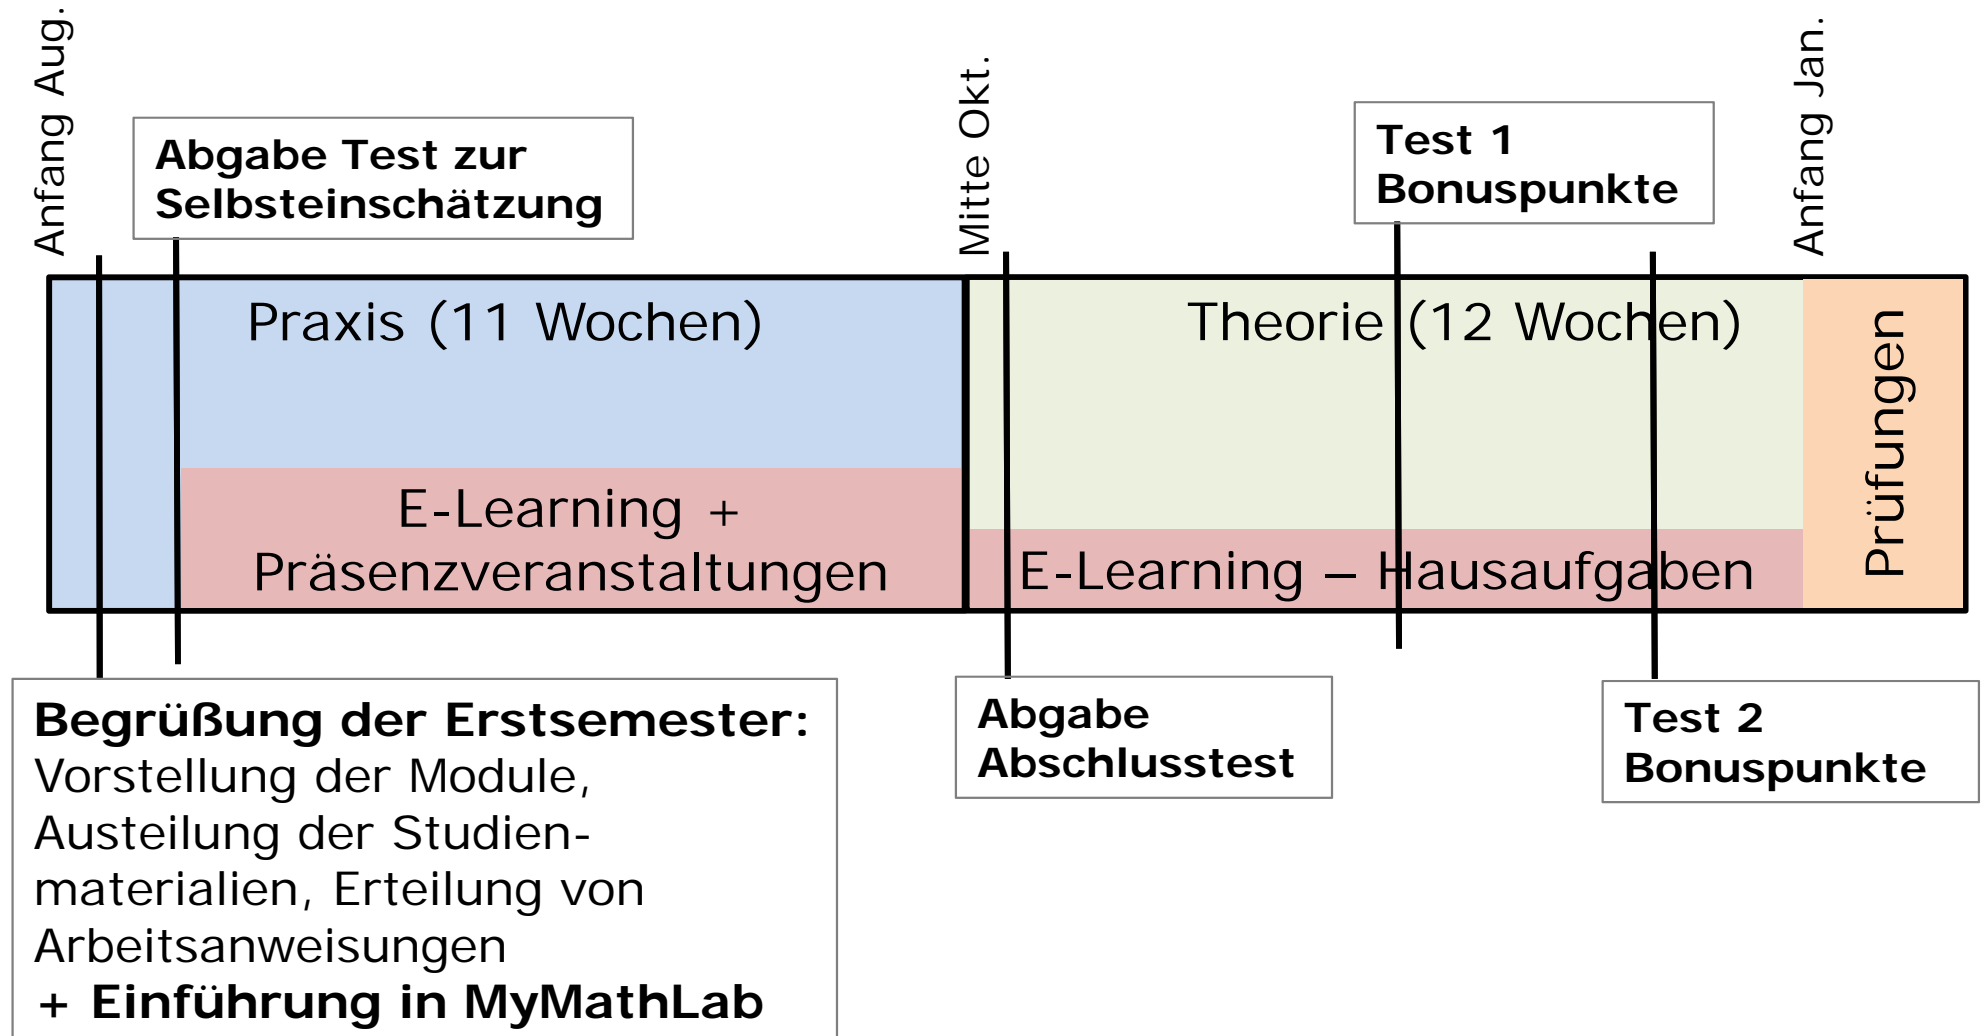 Anfang Aug.
Abgabe Test zur
Selbsteinschätzung
Mitte Okt.
Test 1
Bonuspunkte
Anfang Jan.
Praxis (11 Wochen)
Theorie (12 Wochen)
Prüfungen
E-Learning +
Präsenzveranstaltungen
E-Learning – Hausaufgaben
Begrüßung der Erstsemester:
Vorstellung der Module,
Austeilung der Studien-
materialien, Erteilung von
Arbeitsanweisungen
+ Einführung in MyMathLab
Abgabe
Abschlusstest
Test 2
Bonuspunkte